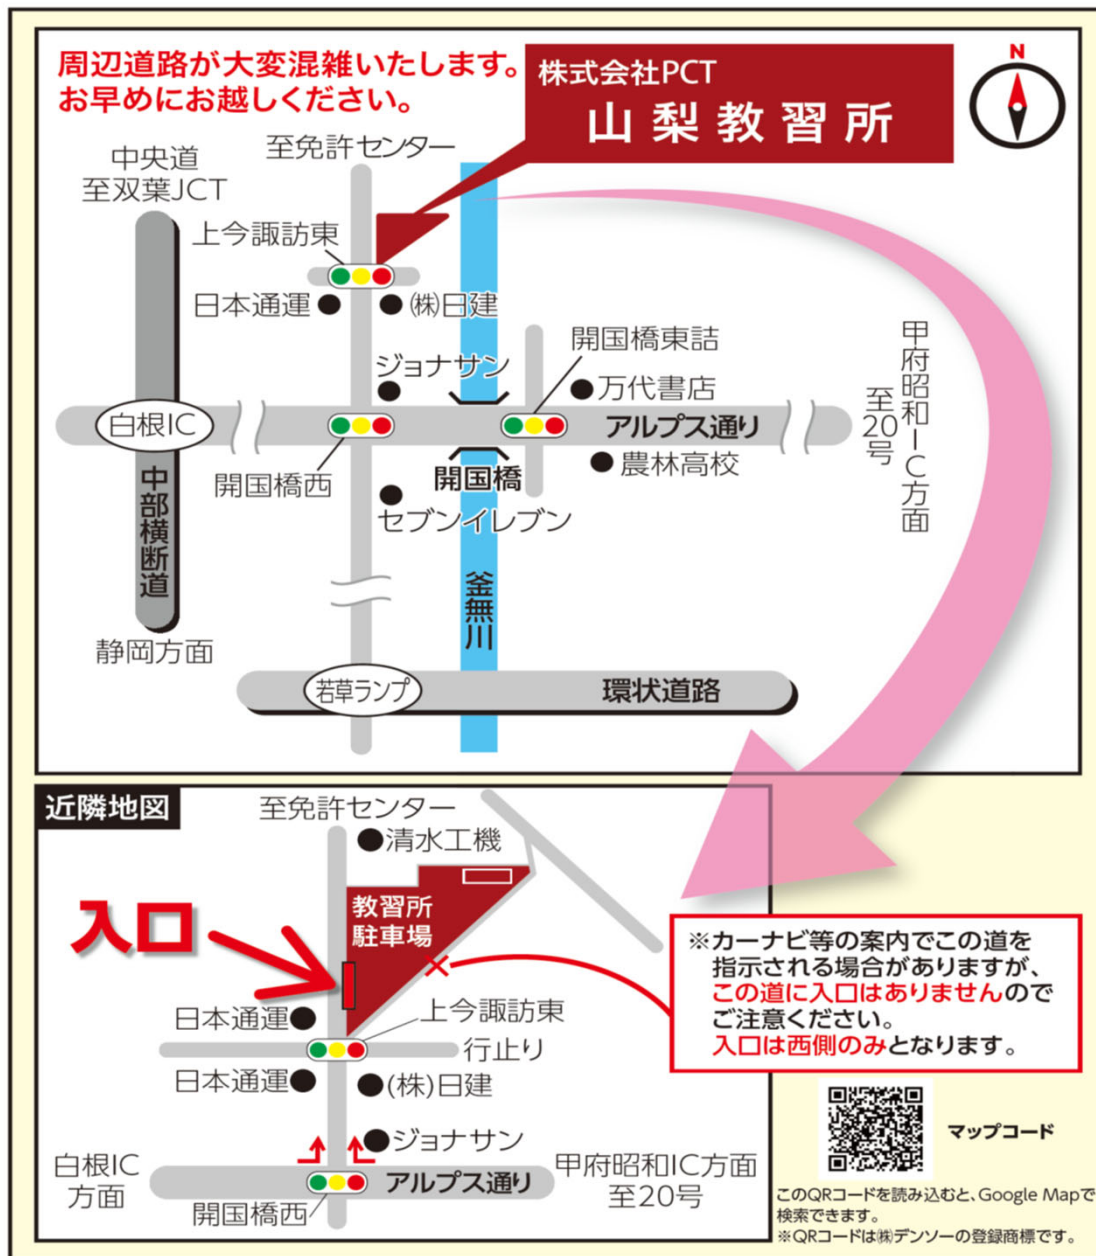 周辺道路が大変混雑いたします。
お早めにお越しください。
株式会社PCT
山梨教習所
N
中央道
至双葉JCT
至免許センター
上今諏訪東
日本通運
㈱日建
ジョナサン
開国橋東詰
万代書店
白根IC
アルプス通り
甲府昭和IC方面
至20号
開国橋西
開国橋
農林高校
セブンイレブン
中部横断道
釜無川
静岡方面
若草ランプ
環状道路
近隣地図
至免許センター
清水工機
入口
教習所
駐車場
※カーナビ等の案内でこの道を
指示される場合がありますが、
この道に入口はありませんので
ご注意ください。
入口は西側のみとなります。
日本通運
上今諏訪東
行止り
日本通運
(株)日建
ジョナサン
白根IC
方面
アルプス通り
甲府昭和IC方面
至20号
開国橋西
マップコード
このQRコードを読み込むと、Google Mapで
検索できます。
※QRコードは㈱デンソーの登録商標です。